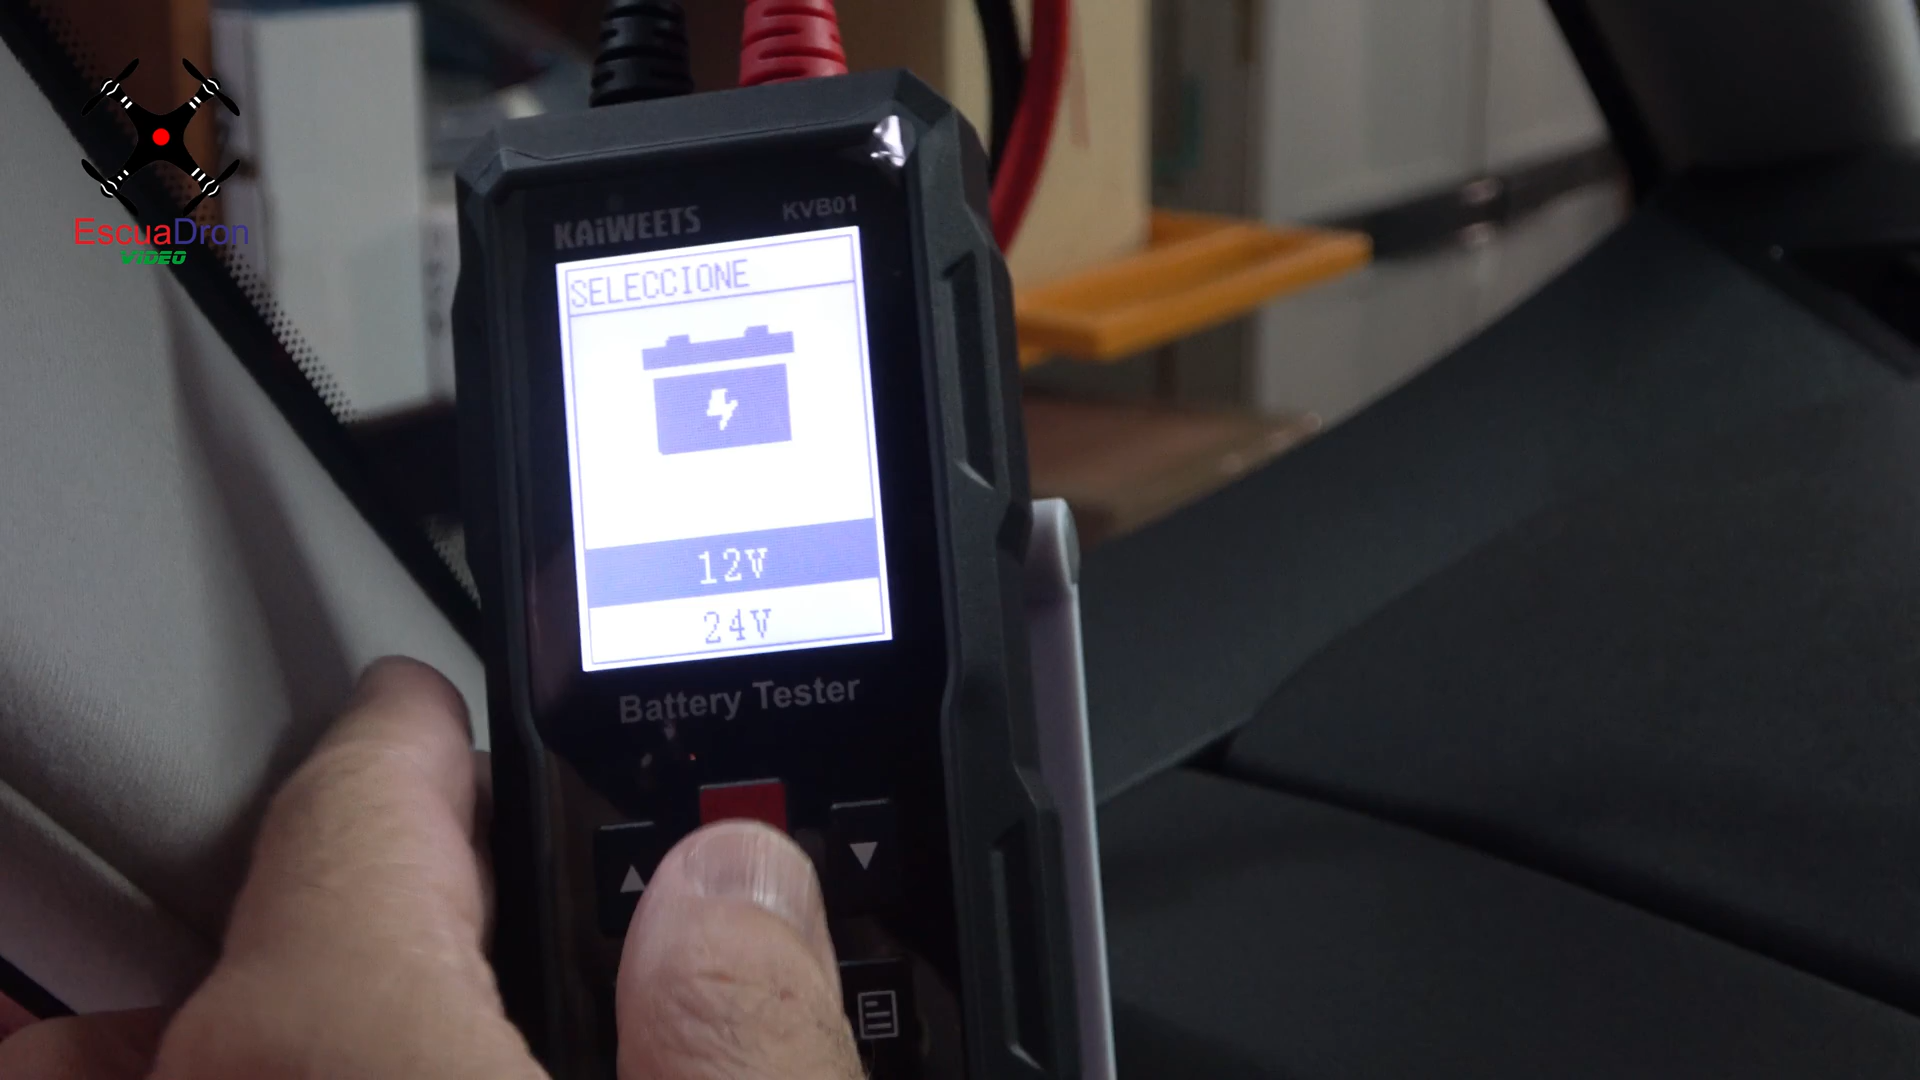 EscuaDron
VIDEO
KAiWEETS
KVB01
SELECCIONE
12V
24V
Battery Tester